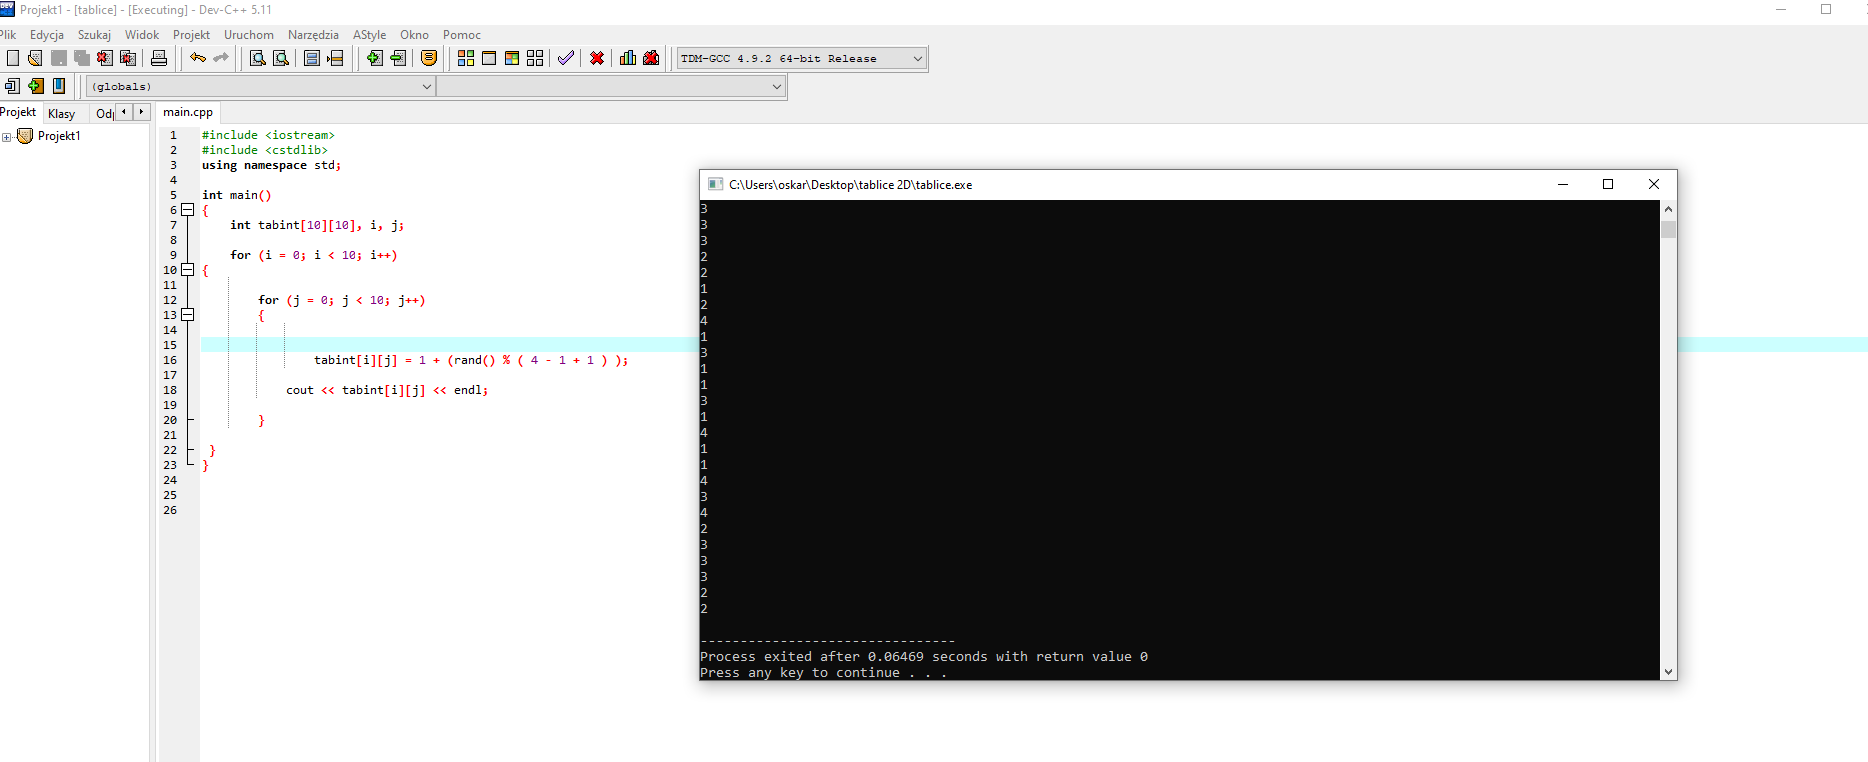 Projekt1 - [tablice] - [Executing] - Dev-C++ 5.11
Plik Edycja Szukaj Widok Projekt Uruchom Narzędzia AStyle Okno Pomoc
TDM-GCC 4.9.2 64-bit Release
(globals)
Projekt Klasy Od
main.cpp
Projekt1
1 #include <iostream>
2 #include <cstdlib>
3 using namespace std;
4
5 int main()
6 {
7 int tabint[10][10], i, j;
8
9 for (i = 0; i < 10; i++)
10 {
11
12 for (j = 0; j < 10; j++)
13 {
14
15
16 tabint[i][j] = 1 + (rand() % ( 4 - 1 + 1 ) );
17
18 cout << tabint[i][j] << endl;
19
20 }
21
22 }
23 }
24
25
26
C:\Users\oskar\Desktop\tablice 2D\tablice.exe
3
3
3
2
2
1
2
4
1
3
1
1
3
1
4
1
1
4
3
4
2
3
3
3
2
2
--------------------------------
Process exited after 0.06469 seconds with return value 0
Press any key to continue . . .